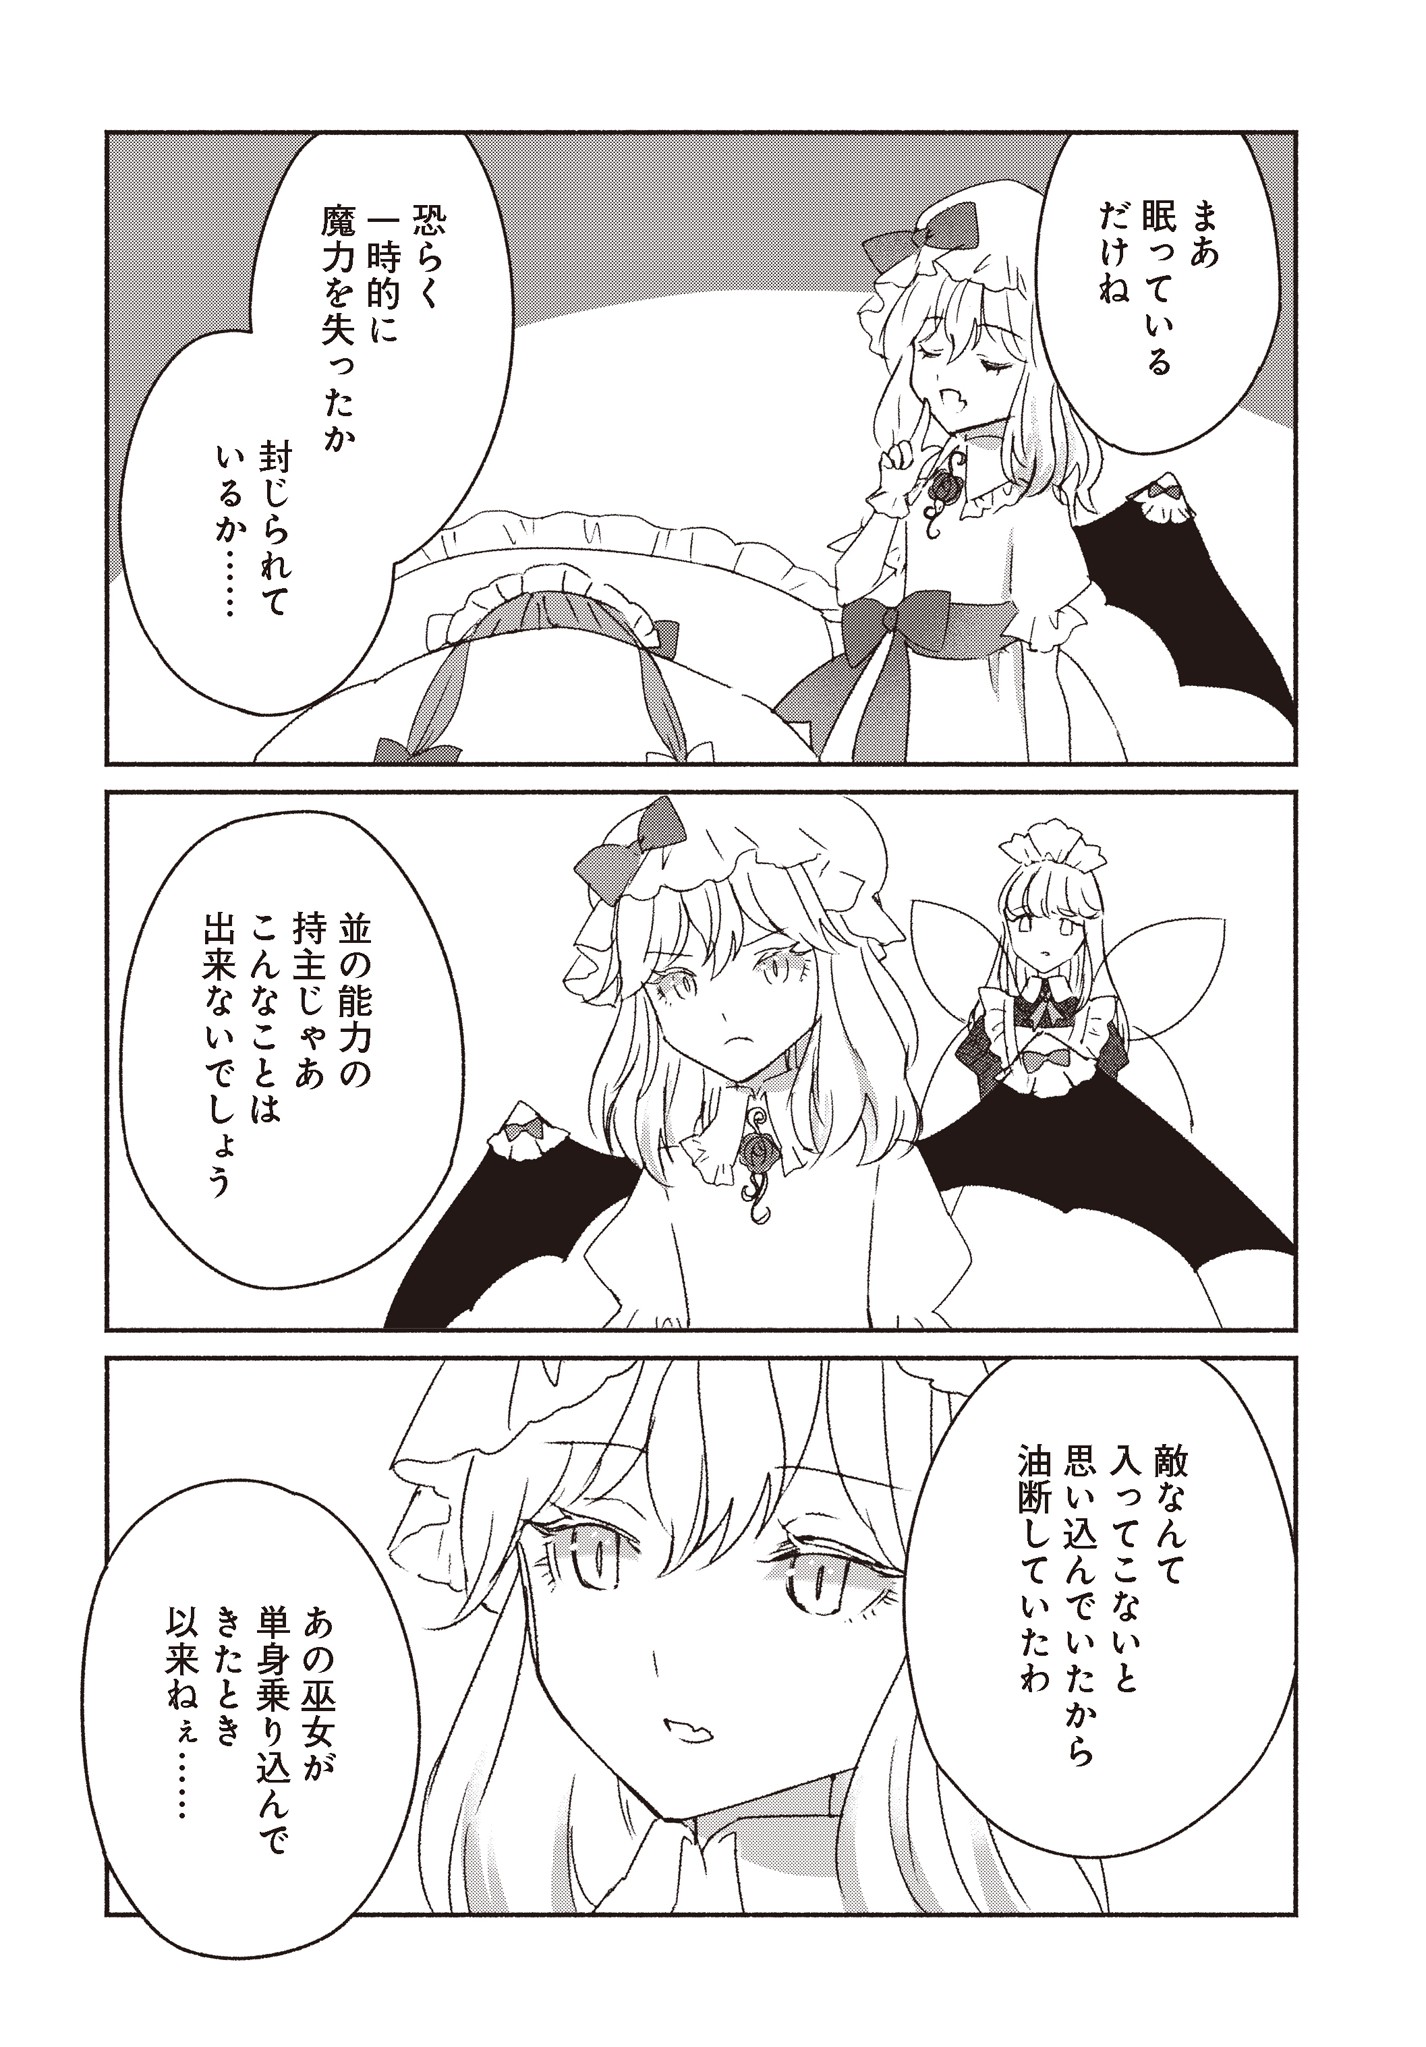 まあ
眠っている
だけね
恐らく
一時的に
魔力を失ったか
封じられて
いるか……
並の能力の
持主じゃあ
こんなことは
出来ないでしょう
敵なんて
入ってこないと
思い込んでいたから
油断していたわ
あの巫女が
単身乗り込んで
きたとき
以来ねぇ……